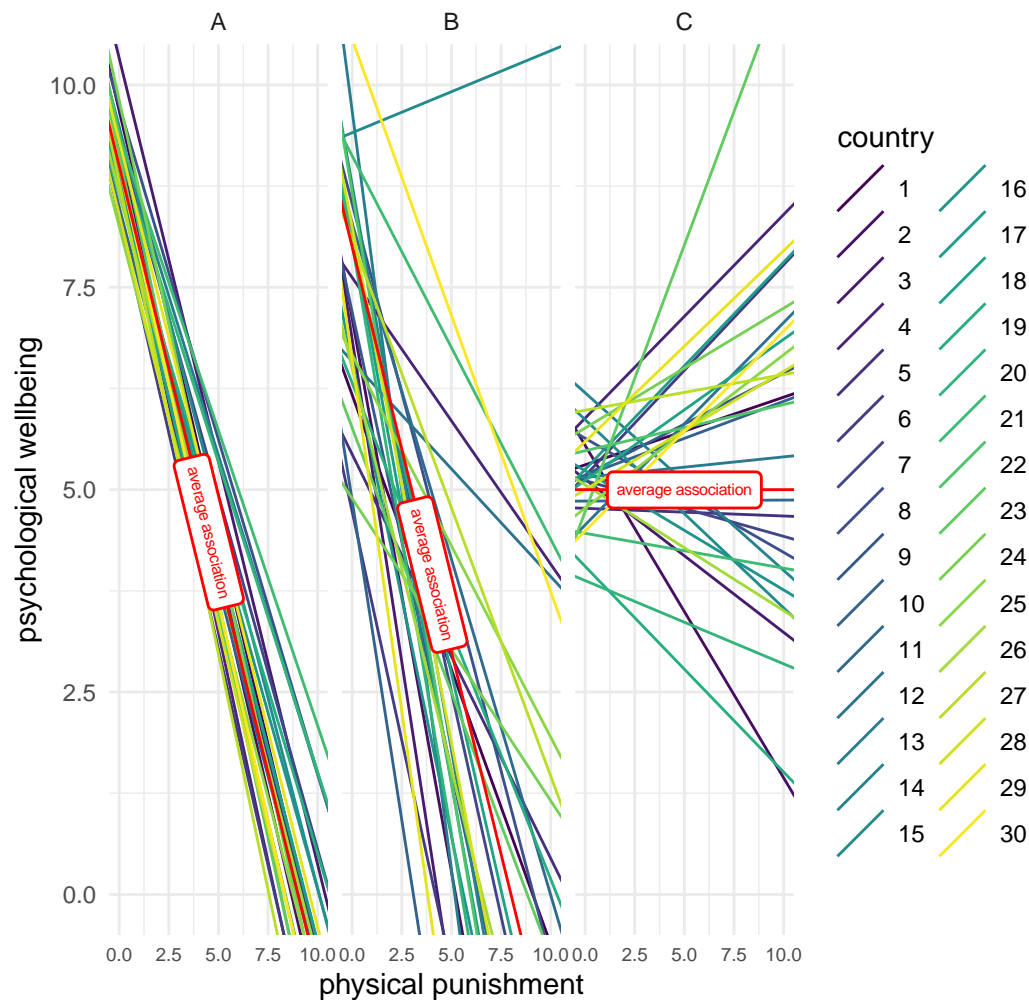 A B C
psychological wellbeing
10.0
7.5
5.0
2.5
0.0
average association
average association
average association
0.0 2.5 5.0 7.5 10.0 0.0 2.5 5.0 7.5 10.0 0.0 2.5 5.0 7.5 10.0
physical punishment
country
1 16
2 17
3 18
4 19
5 20
6 21
7 22
8 23
9 24
10 25
11 26
12 27
13 28
14 29
15 30